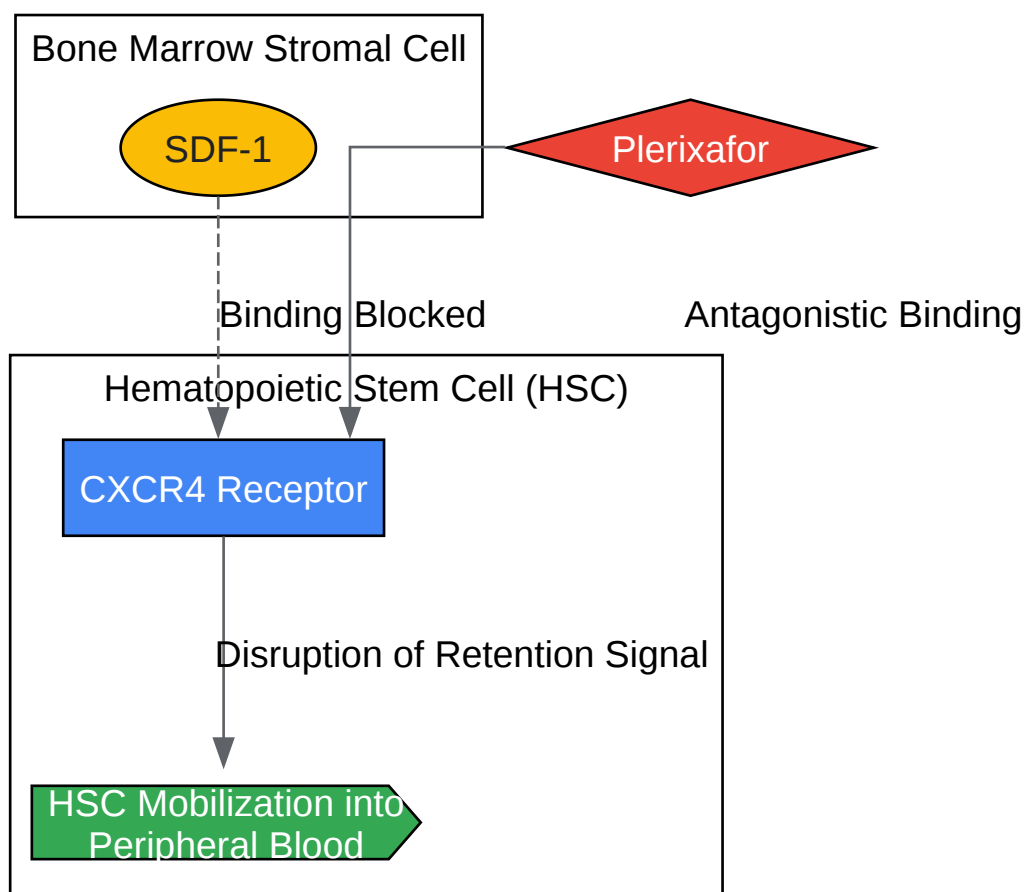 Bone Marrow Stromal Cell
SDF-1
Plerixafor
Binding Blocked
Antagonistic Binding
Hematopoietic Stem Cell (HSC)
CXCR4 Receptor
Disruption of Retention Signal
HSC Mobilization into
Peripheral Blood